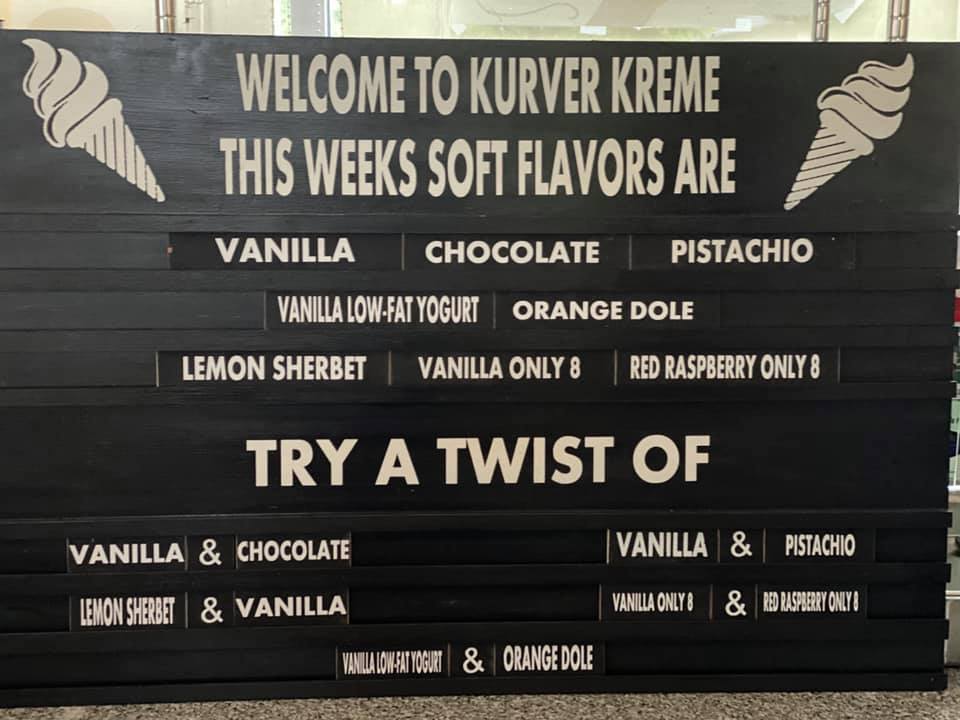 WELCOME TO KURVER KREME
THIS WEEKS SOFT FLAVORS ARE
VANILLA CHOCOLATE PISTACHIO
VANILLA LOW-FAT YOGURT ORANGE DOLE
LEMON SHERBET VANILLA ONLY 8 RED RASPBERRY ONLY 8
TRY A TWIST OF
VANILLA & CHOCOLATE VANILLA & PISTACHIO
LEMON SHERBET & VANILLA VANILLA ONLY 8 & RED RASPBERRY ONLY 8
VANILLA LOW-FAT YOGURT & ORANGE DOLE